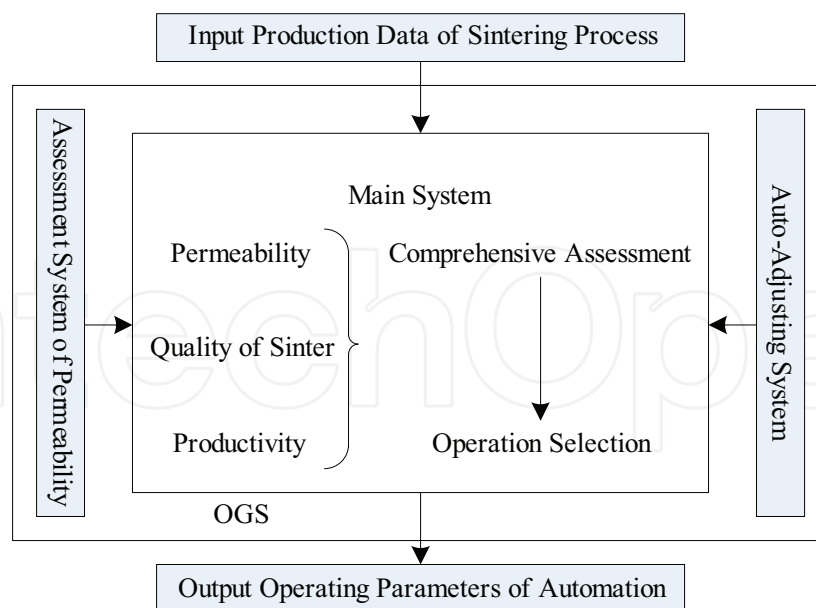 Input Production Data of Sintering Process
Assessment System of Permeability
Main System
Permeability
Comprehensive Assessment
Quality of Sinter
Productivity
Operation Selection
Auto-Adjusting System
OGS
Output Operating Parameters of Automation
ntechOpe